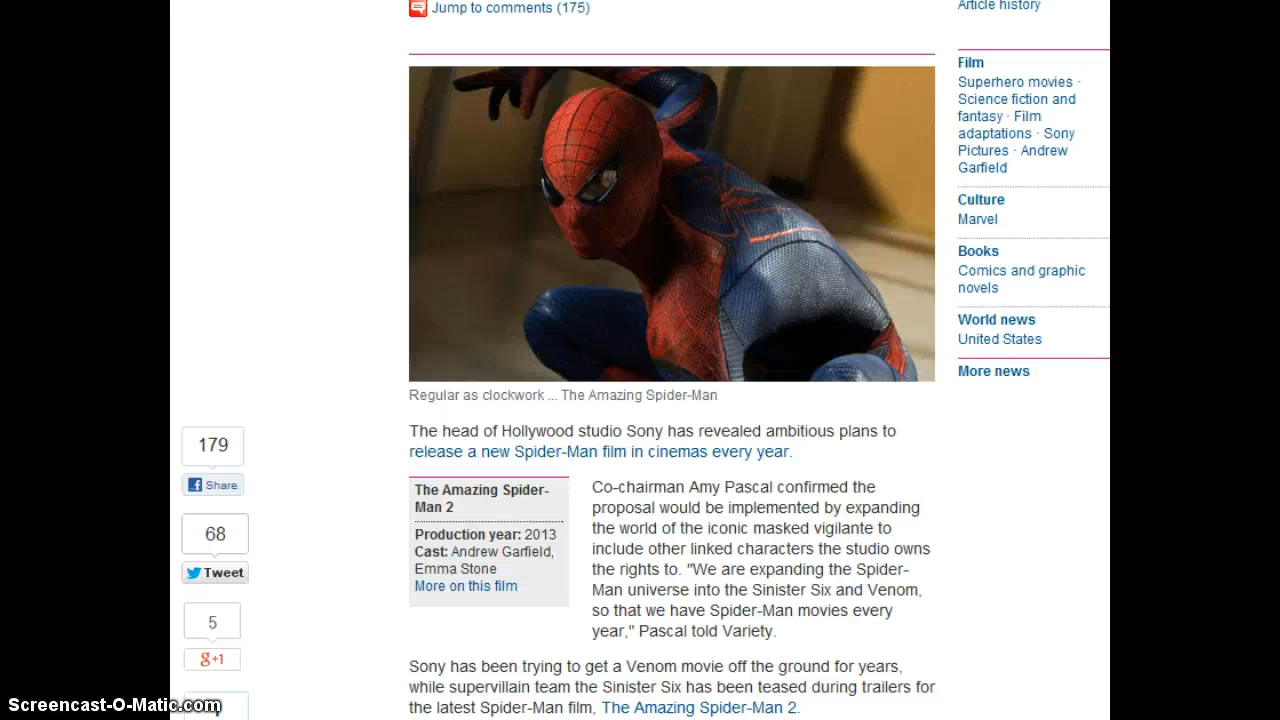 Jump to comments (175)
Article history
Film
Superhero movies ·
Science fiction and
fantasy · Film
adaptations · Sony
Pictures · Andrew
Garfield
Culture
Marvel
Books
Comics and graphic
novels
World news
United States
More news
Regular as clockwork ... The Amazing Spider-Man
The head of Hollywood studio Sony has revealed ambitious plans to
release a new Spider-Man film in cinemas every year.
The Amazing Spider-
Man 2
Production year: 2013
Cast: Andrew Garfield,
Emma Stone
More on this film
Co-chairman Amy Pascal confirmed the
proposal would be implemented by expanding
the world of the iconic masked vigilante to
include other linked characters the studio owns
the rights to. "We are expanding the Spider-
Man universe into the Sinister Six and Venom,
so that we have Spider-Man movies every
year," Pascal told Variety.
Sony has been trying to get a Venom movie off the ground for years,
while supervillain team the Sinister Six has been teased during trailers for
the latest Spider-Man film, The Amazing Spider-Man 2.
179
Share
68
Tweet
5
g+1
Screencast-O-Matic.com